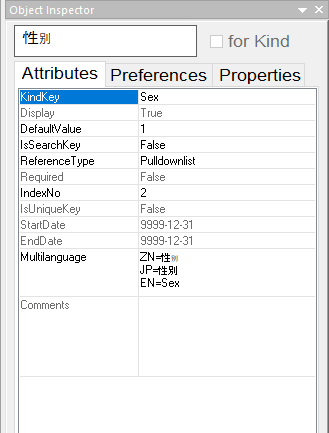 Object Inspector
性别
for Kind
Attributes Preferences Properties
KindKey Sex
Display True
DefaultValue 1
IsSearchKey False
ReferenceType Pulldownlist
Required False
IndexNo 2
IsUniqueKey False
StartDate 9999-12-31
EndDate 9999-12-31
Multilanguage ZN=性别
JP=性別
EN=Sex
Comments